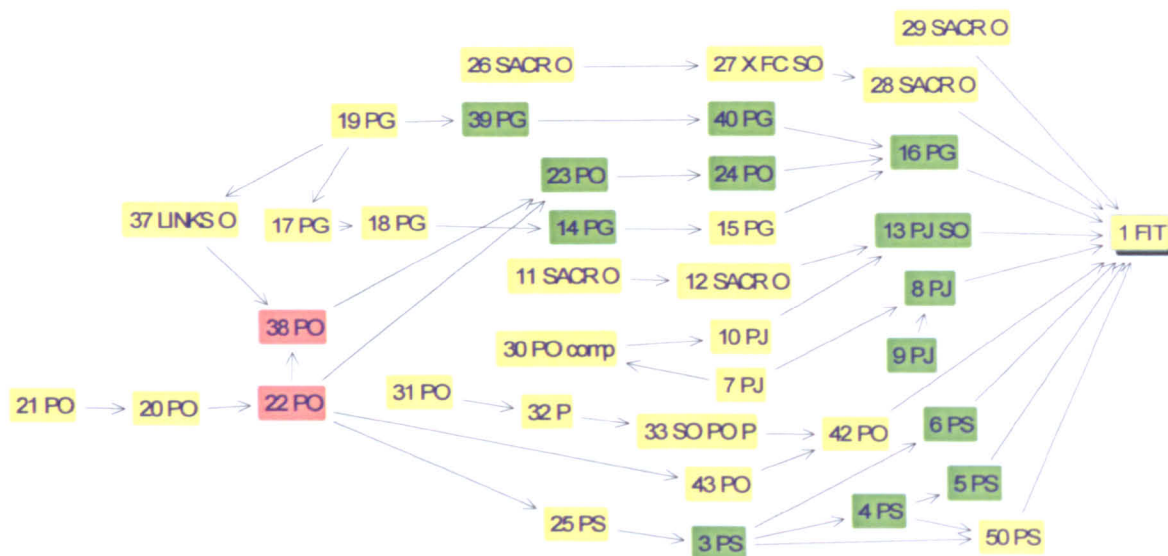 29 SACR O
26 SACR O
27 X FC SO
28 SACR O
19 PG
39 PG
40 PG
16 PG
23 PO
24 PO
37 LINKS O
17 PG
18 PG
14 PG
15 PG
13 PJ SO
1 FIT
11 SACR O
12 SACR O
8 PJ
38 PO
10 PJ
30 PO comp
9 PJ
7 PJ
31 PO
21 PO
20 PO
22 PO
32 P
6 PS
33 SO PO P
42 PO
43 PO
5 PS
4 PS
25 PS
3 PS
50 PS